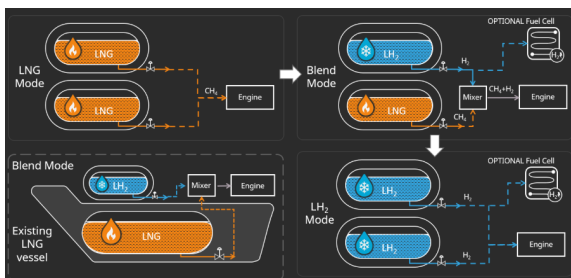 LNG
Mode
LNG
LNG
CH₄
Engine
OPTIONAL Fuel Cell
Blend
Mode
LH₂
H₂
H₂
Mixer
CH₄+H₂
Engine
LNG
CH₄
Blend Mode
LH₂
Mixer
Engine
LNG
Existing
LNG
vessel
OPTIONAL Fuel Cell
LH₂
Mode
LH₂
H₂
H₂
LH₂
H₂
Engine